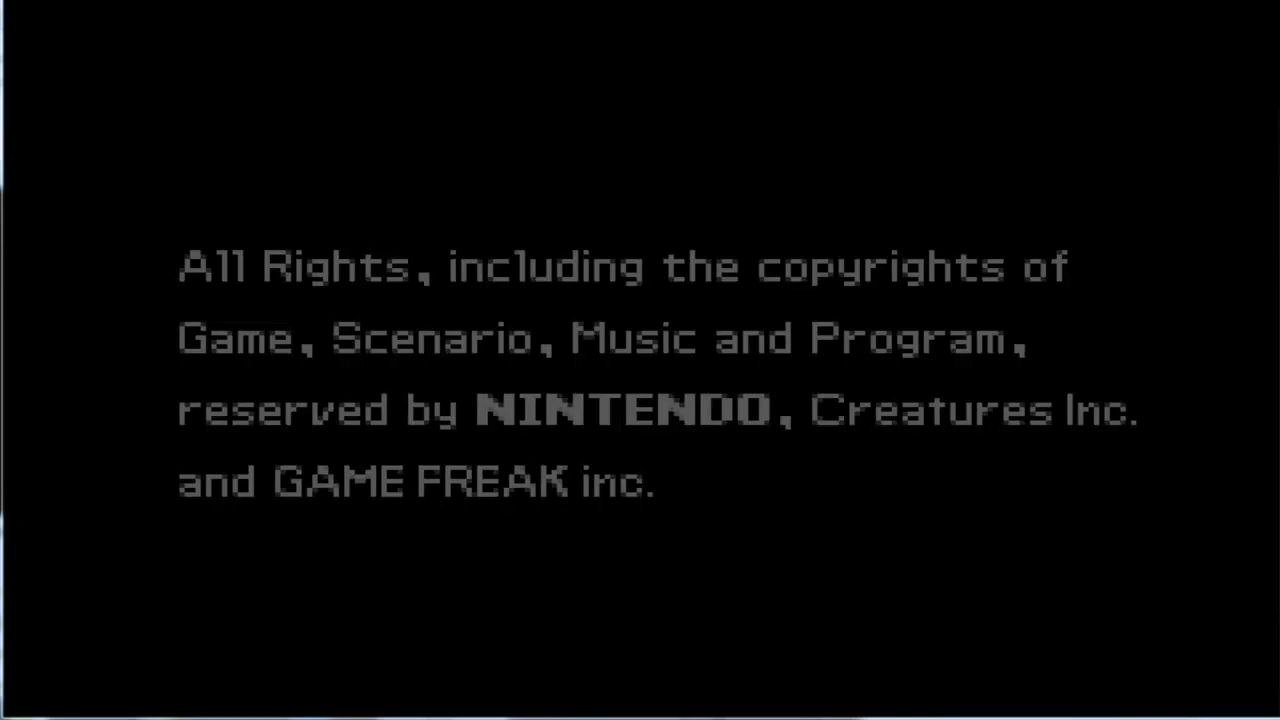 All Rights, including the copyrights of
Game, Scenario, Music and Program,
reserved by NINTENDO, Creatures Inc.
and GAME FREAK inc.